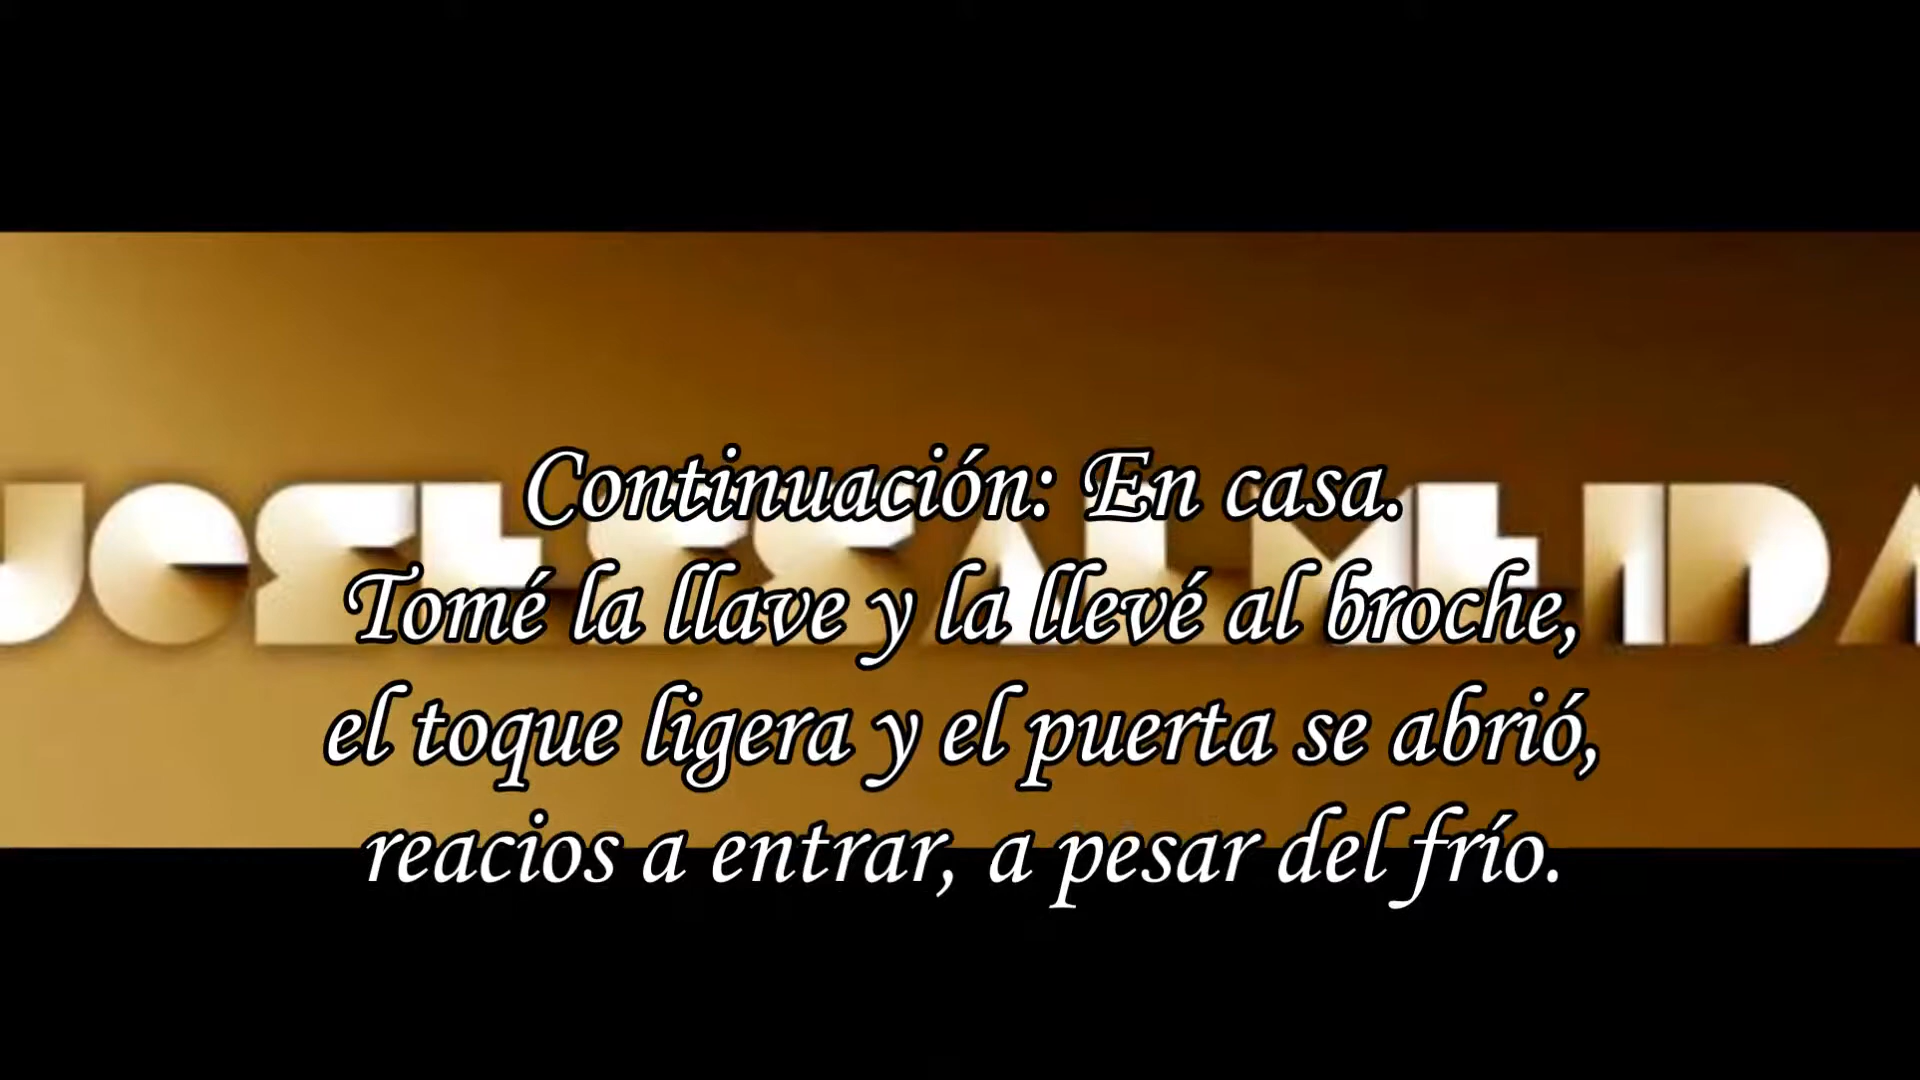 Continuación: En casa.
Tomé la llave y la llevé al broche,
el toque ligera y el puerta se abrió,
reacios a entrar, a pesar del frío.